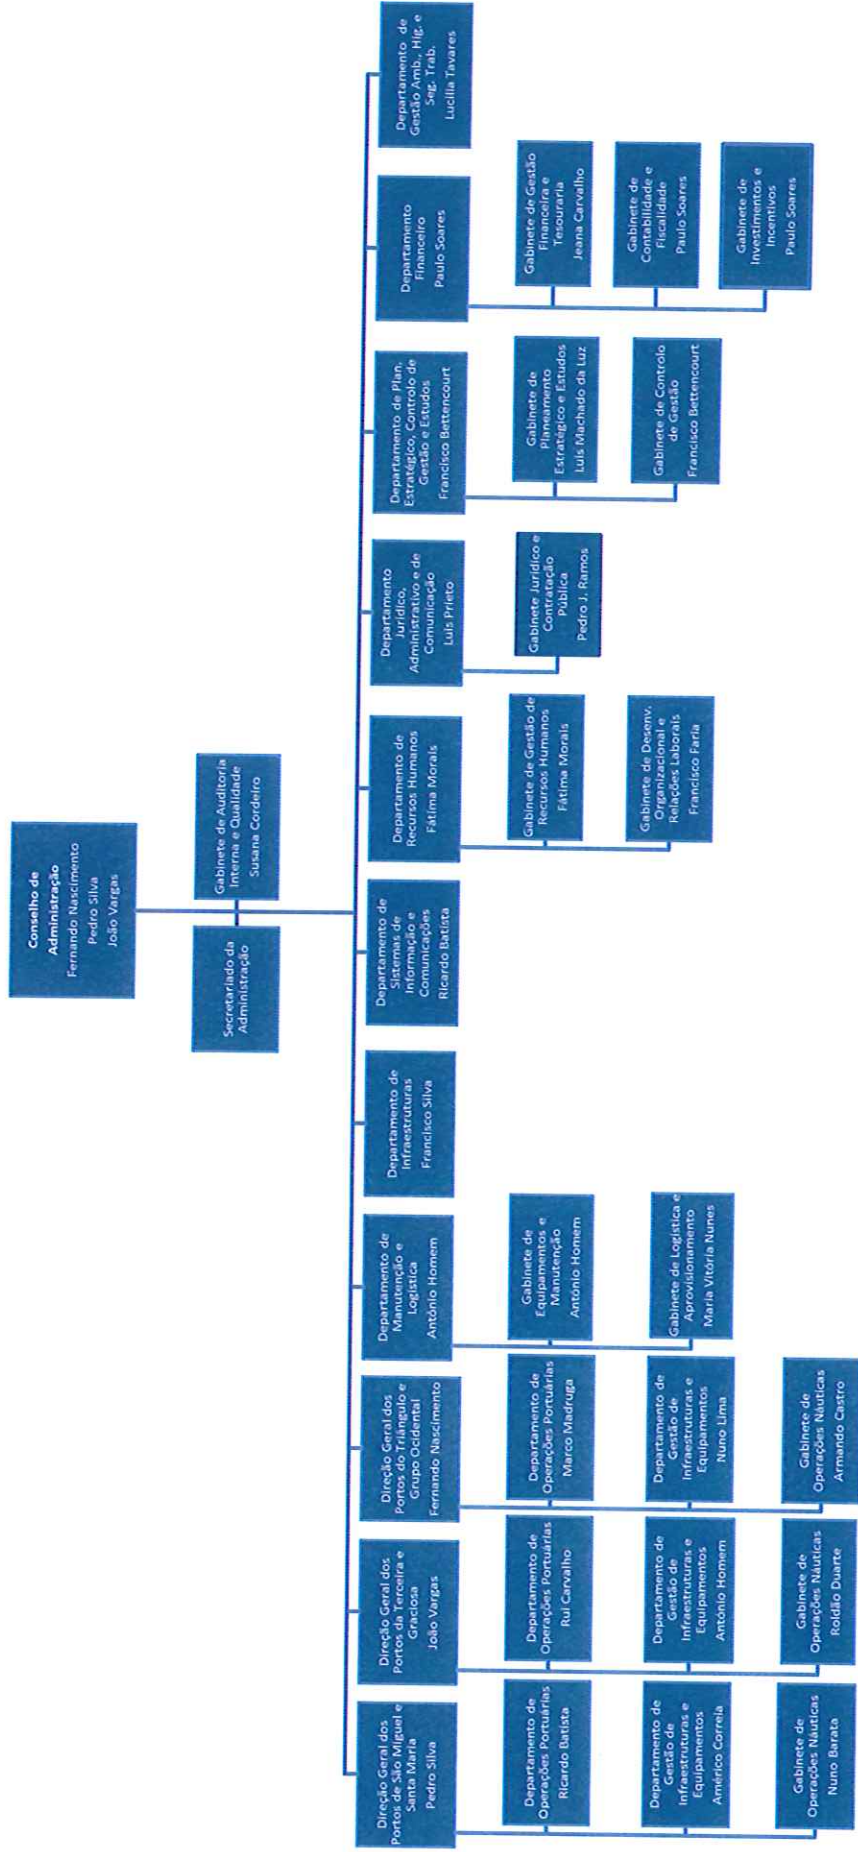 Conselho de
Administração
Fernando Nascimento
Pedro Silva
João Vargas
Secretariado da
Administração
Gabinete de Auditoria
Interna e Qualidade
Susana Cordeiro
Direção Geral dos
Portos de São Miguel e
Santa Maria
Pedro Silva
Departamento de
Operações Portuárias
Ricardo Batista
Departamento de
Gestão de
Infraestruturas e
Equipamentos
Américo Correia
Gabinete de
Operações Náuticas
Nuno Barata
Direção Geral dos
Portos da Terceira e
Graciosa
João Vargas
Departamento de
Operações Portuárias
Rui Carvalho
Departamento de
Gestão de
Infraestruturas e
Equipamentos
António Homem
Gabinete de
Operações Náuticas
Roldão Duarte
Direção Geral dos
Portos do Triângulo e
Grupo Ocidental
Fernando Nascimento
Departamento de
Operações Portuárias
Marco Madruga
Departamento de
Gestão de
Infraestruturas e
Equipamentos
Nuno Lima
Gabinete de
Operações Náuticas
Armando Castro
Departamento de
Manutenção e
Logística
António Homem
Gabinete de
Equipamentos e
Manutenção
António Homem
Gabinete de Logística e
Aprovisionamento
Maria Vitória Nunes
Departamento de
Infraestruturas
Francisco Silva
Departamento de
Sistemas de
Informação e
Comunicações
Ricardo Batista
Departamento de
Recursos Humanos
Fátima Morais
Gabinete de Gestão de
Recursos Humanos
Fátima Morais
Gabinete de Desenv.
Organizacional e
Relações Laborais
Francisco Faria
Departamento
Jurídico,
Administrativo e de
Comunicação
Luis Prieto
Gabinete Jurídico e
Contratação
Pública
Pedro J. Ramos
Departamento de Plan,
Estratégico, Controlo de
Gestão e Estudos
Francisco Bettencourt
Gabinete de
Planeamento
Estratégico e Estudos
Luis Machado da Luz
Gabinete de Controlo
de Gestão
Francisco Bettencourt
Departamento
Financeiro
Paulo Soares
Gabinete de Gestão
Financeira e
Tesouraria
Jeana Carvalho
Gabinete de
Contabilidade e
Fiscalidade
Paulo Soares
Gabinete de
Investimentos e
Incentivos
Paulo Soares
Departamento de
Gestão Amb., Hig. e
Seg. Trab.
Lucilia Tavares